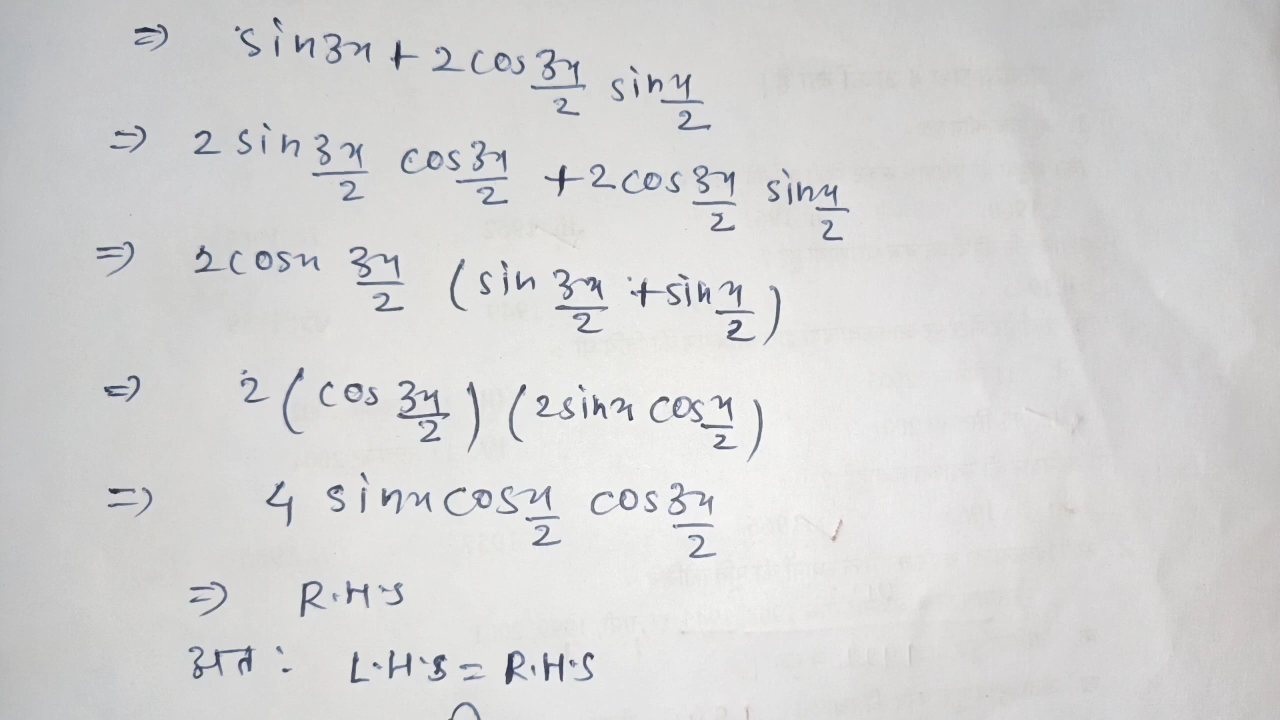 ⇒ sin3x + 2cos 3x/2 sin x/2
⇒ 2 sin 3x/2 cos 3x/2 + 2cos 3x/2 sin x/2
⇒ 2cosx 3x/2 (sin 3x/2 + sin x/2)
⇒ 2(cos 3x/2)(2sinx cos x/2)
⇒ 4 sinx cos x/2 cos 3x/2
⇒ R.H.S
अतः L.H.S = R.H.S